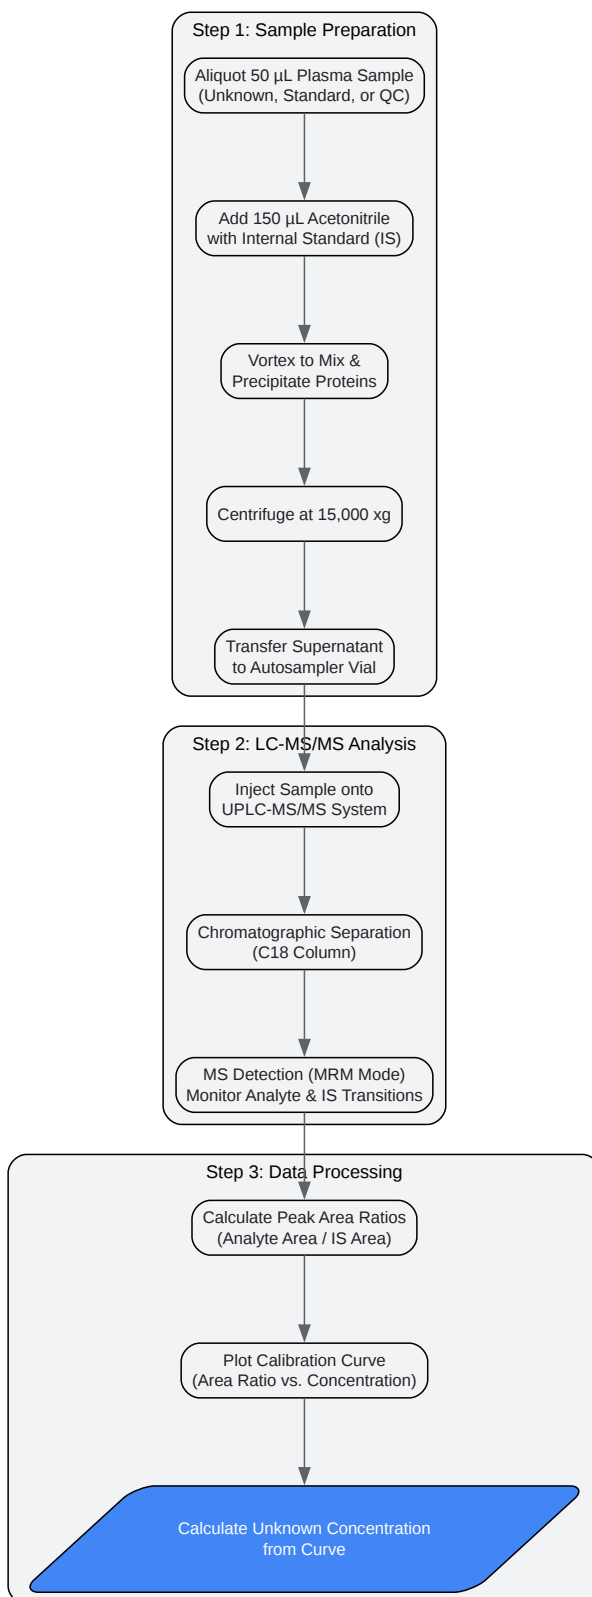 Step 1: Sample Preparation
Aliquot 50 µL Plasma Sample
(Unknown, Standard, or QC)
Add 150 µL Acetonitrile
with Internal Standard (IS)
Vortex to Mix &
Precipitate Proteins
Centrifuge at 15,000 xg
Transfer Supernatant
to Autosampler Vial
Step 2: LC-MS/MS Analysis
Inject Sample onto
UPLC-MS/MS System
Chromatographic Separation
(C18 Column)
MS Detection (MRM Mode)
Monitor Analyte & IS Transitions
Step 3: Data Processing
Calculate Peak Area Ratios
(Analyte Area / IS Area)
Plot Calibration Curve
(Area Ratio vs. Concentration)
Calculate Unknown Concentration
from Curve